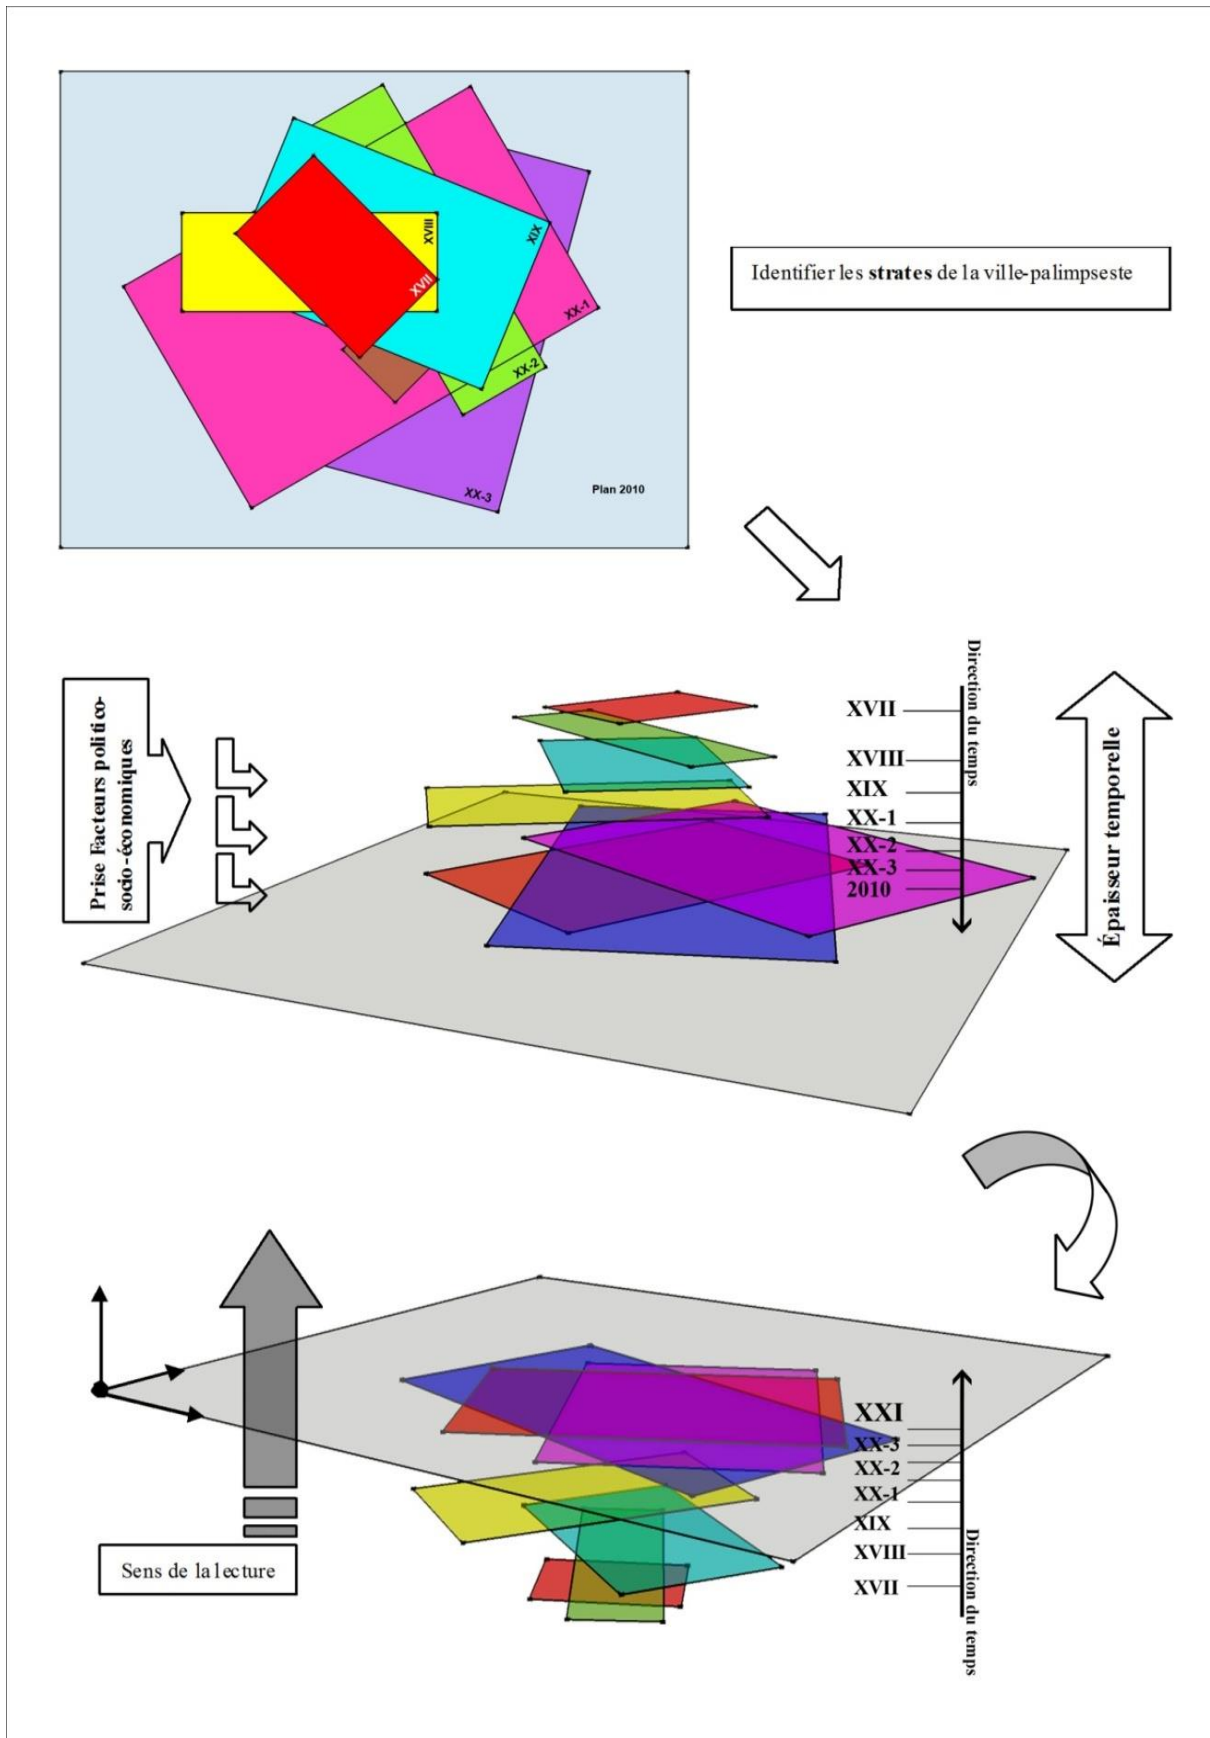 XVIII
XIX
XVII
XX-1
XX-2
XX-3
Plan 2010
Identifier les strates de la ville-palimpseste
Prise Facteurs politico-
socio-économiques
Direction du temps
XVII
XVIII
XIX
XX-1
XX-2
XX-3
2010
Épaisseur temporelle
Sens de la lecture
XXI
XX-3
XX-2
XX-1
XIX
XVIII
XVII
Direction du temps